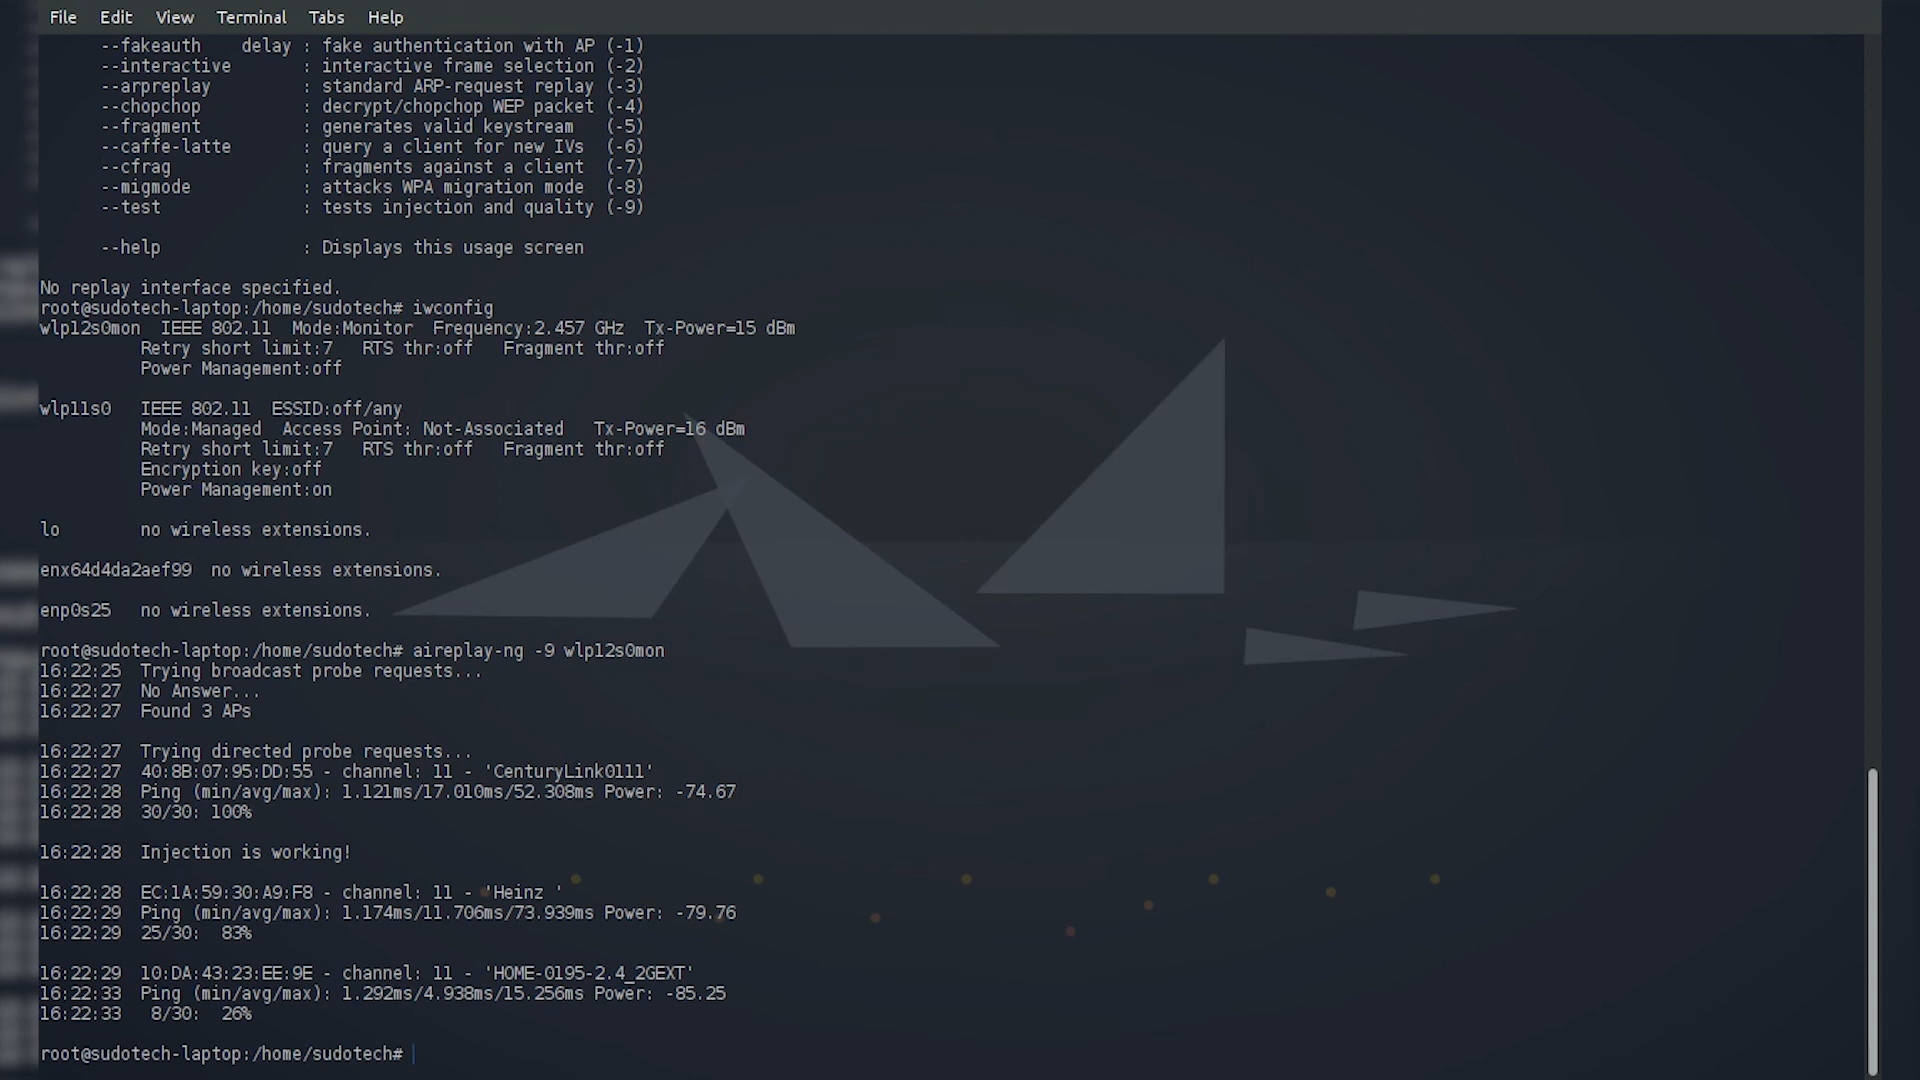 File Edit View Terminal Tabs Help
--fakeauth delay : fake authentication with AP (-1)
--interactive : interactive frame selection (-2)
--arpreplay : standard ARP-request replay (-3)
--chopchop : decrypt/chopchop WEP packet (-4)
--fragment : generates valid keystream (-5)
--caffe-latte : query a client for new IVs (-6)
--cfrag : fragments against a client (-7)
--migmode : attacks WPA migration mode (-8)
--test : tests injection and quality (-9)
--help : Displays this usage screen
No replay interface specified.
root@sudotech-laptop:/home/sudotech# iwconfig
wlp12s0mon IEEE 802.11 Mode:Monitor Frequency:2.457 GHz Tx-Power=15 dBm
Retry short limit:7 RTS thr:off Fragment thr:off
Power Management:off
wlp11s0 IEEE 802.11 ESSID:off/any
Mode:Managed Access Point: Not-Associated Tx-Power=16 dBm
Retry short limit:7 RTS thr:off Fragment thr:off
Encryption key:off
Power Management:on
lo no wireless extensions.
enx64d4da2aef99 no wireless extensions.
enp0s25 no wireless extensions.
root@sudotech-laptop:/home/sudotech# aireplay-ng -9 wlp12s0mon
16:22:25 Trying broadcast probe requests...
16:22:27 No Answer...
16:22:27 Found 3 APs
16:22:27 Trying directed probe requests...
16:22:27 40:8B:07:95:DD:55 - channel: 11 - 'CenturyLink0111'
16:22:28 Ping (min/avg/max): 1.121ms/17.010ms/52.308ms Power: -74.67
16:22:28 30/30: 100%
16:22:28 Injection is working!
16:22:28 EC:1A:59:30:A9:F8 - channel: 11 - 'Heinz '
16:22:29 Ping (min/avg/max): 1.174ms/11.706ms/73.939ms Power: -79.76
16:22:29 25/30: 83%
16:22:29 10:DA:43:23:EE:9E - channel: 11 - 'HOME-0195-2.4_2GEXT'
16:22:33 Ping (min/avg/max): 1.292ms/4.938ms/15.256ms Power: -85.25
16:22:33 8/30: 26%
root@sudotech-laptop:/home/sudotech#